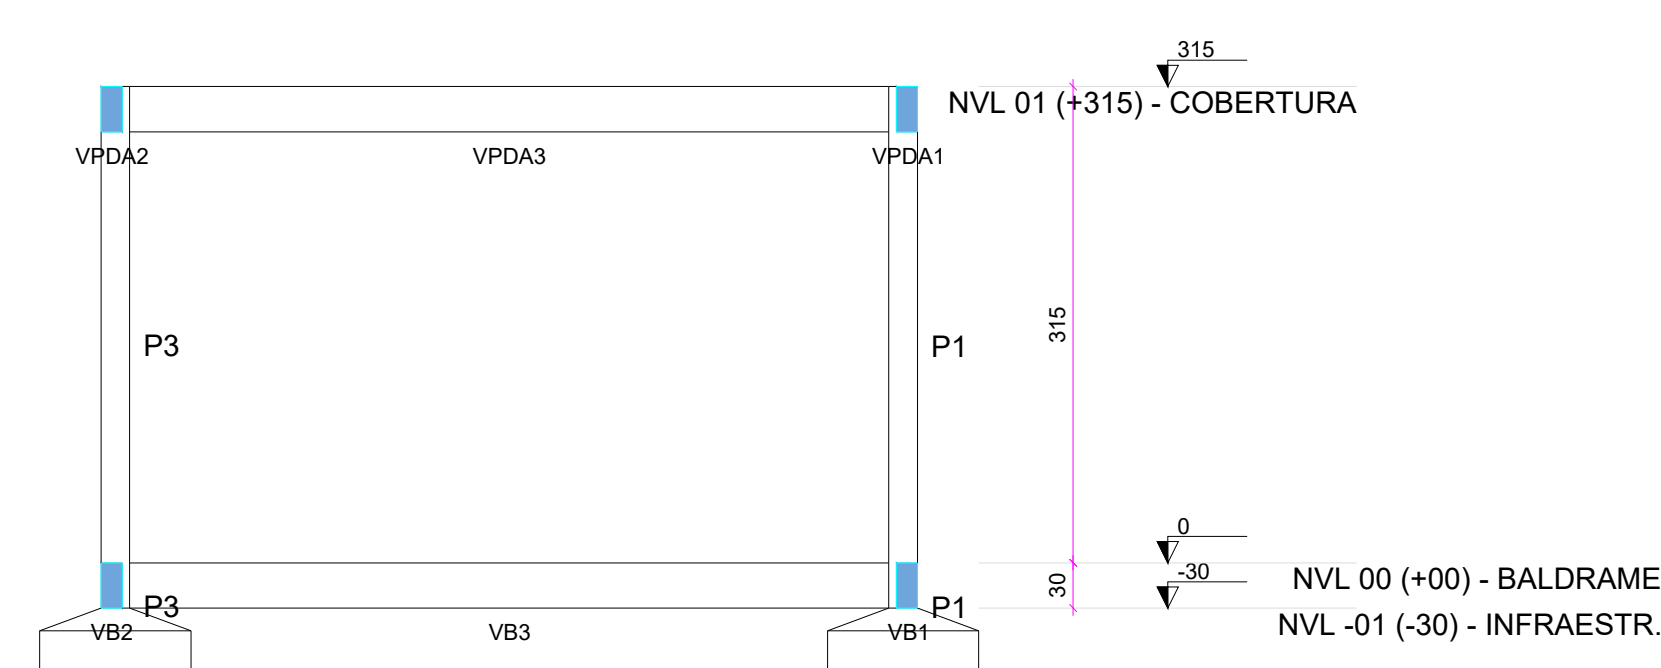 315
NVL 01 (+315) - COBERTURA
VPDA2
VPDA3
VPDA1
315
P3
P1
0
-30
NVL 00 (+00) - BALDRAME
30
P3
P1
NVL -01 (-30) - INFRAESTR.
VB2
VB3
VB1